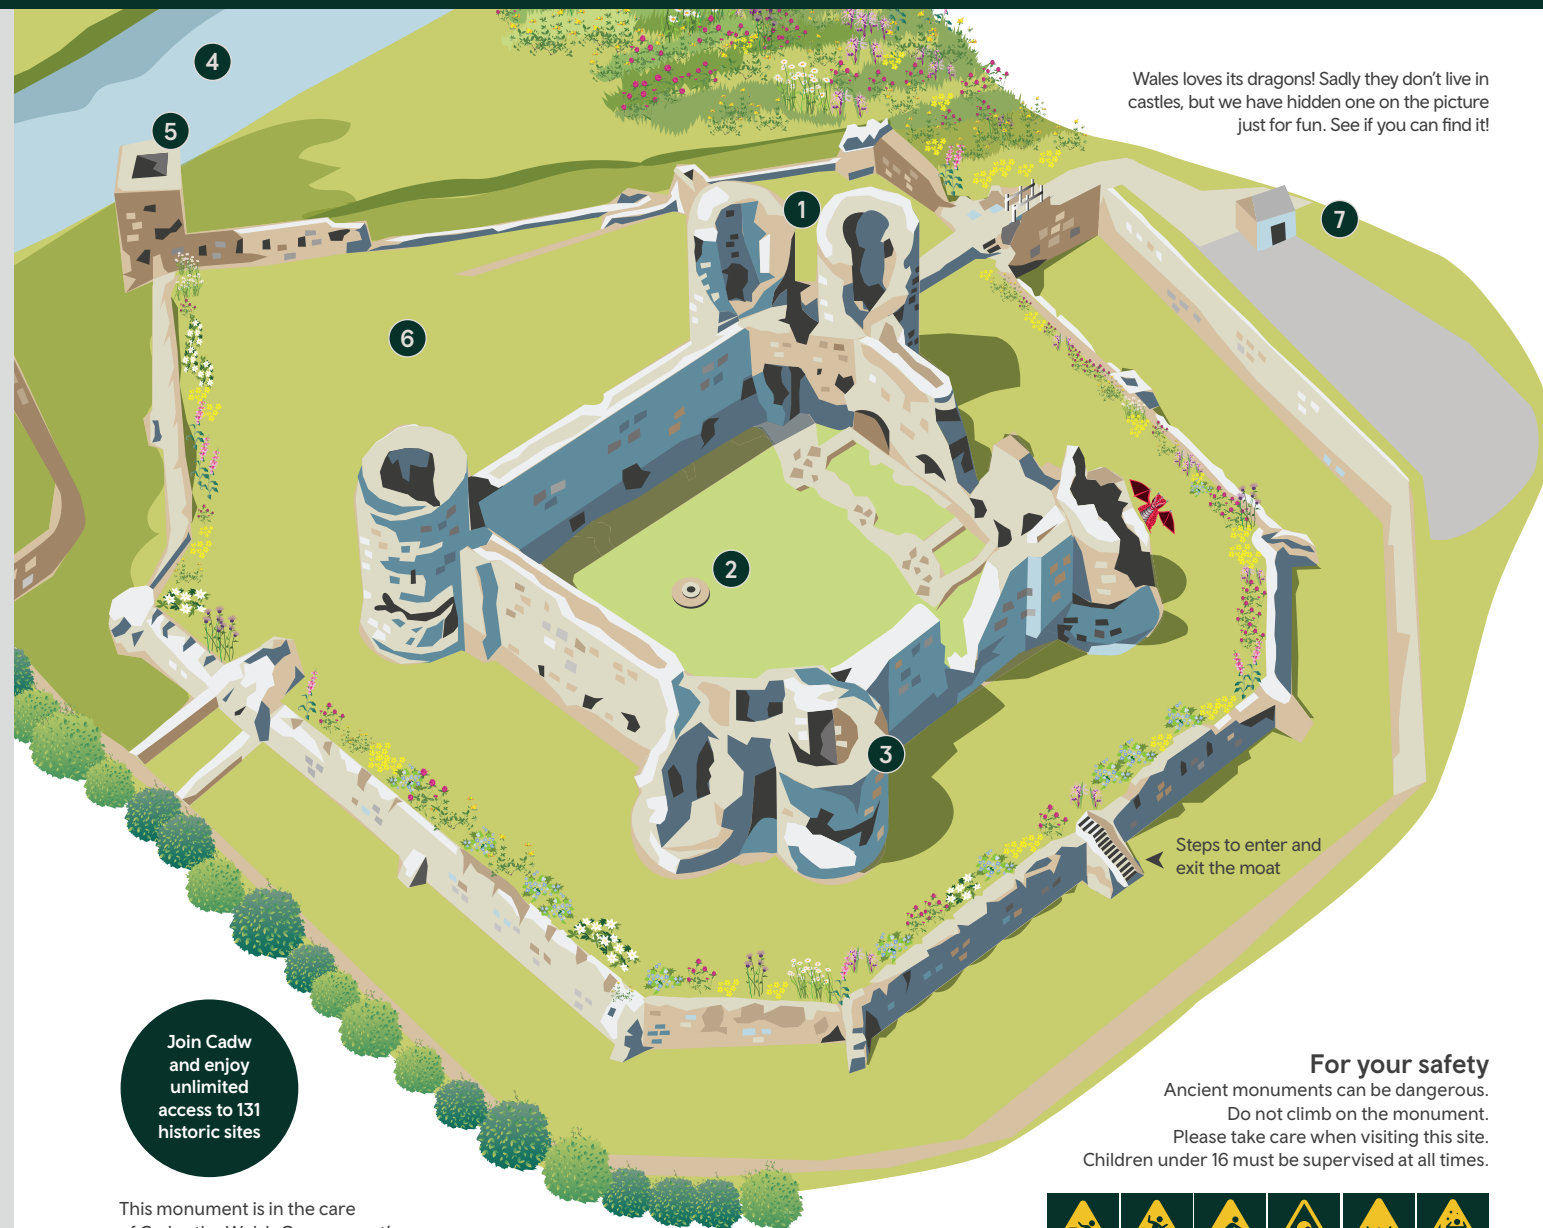 4
5
Wales loves its dragons! Sadly they don’t live in
castles, but we have hidden one on the picture
just for fun. See if you can find it!
1
7
6
2
3
Steps to enter and
exit the moat
Join Cadw
and enjoy
unlimited
access to 131
historic sites
For your safety
Ancient monuments can be dangerous.
Do not climb on the monument.
Please take care when visiting this site.
Children under 16 must be supervised at all times.
This monument is in the care